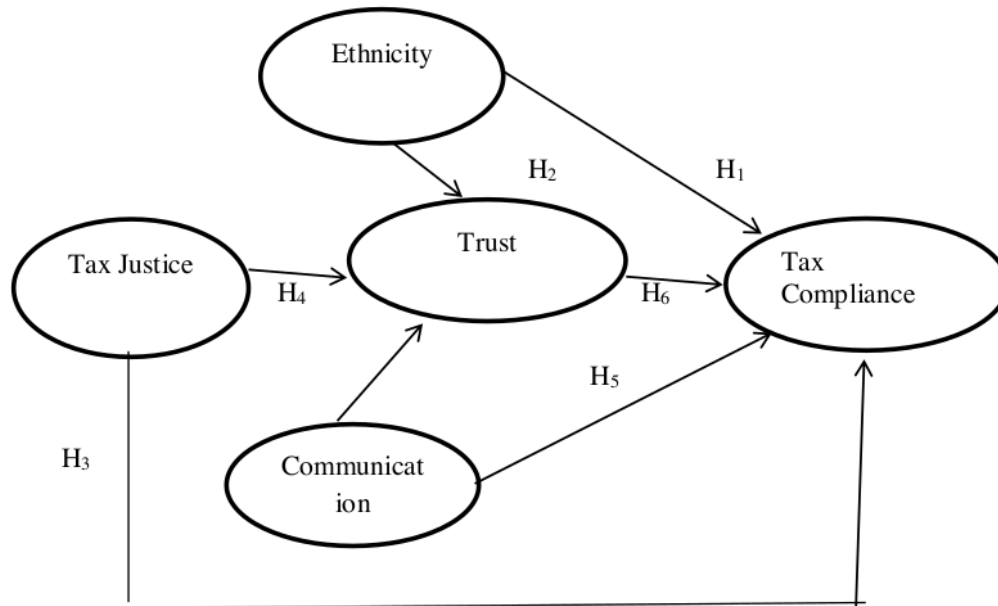 Ethnicity
H2
H1
Tax Justice
Trust
Tax
Compliance
H4
H6
H5
H3
Communicat
ion